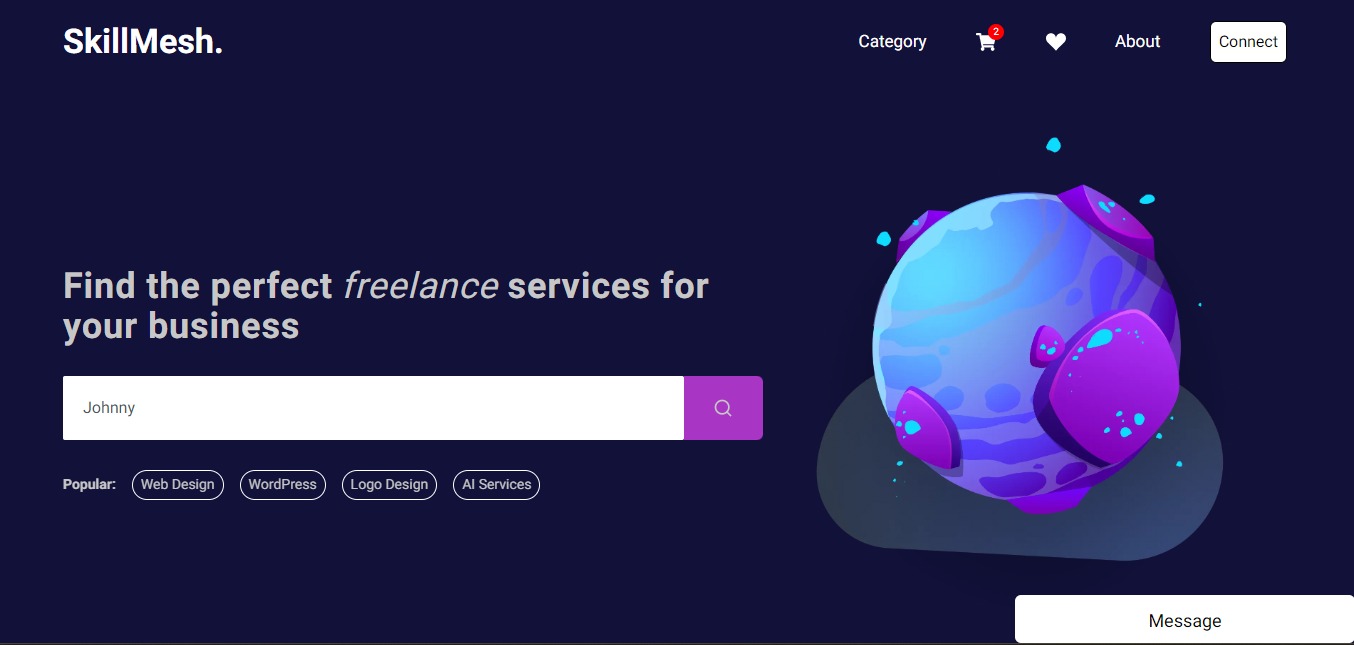 SkillMesh.
Category
2
About
Connect
Find the perfect freelance services for
your business
Johnny
Popular:
Web Design
WordPress
Logo Design
AI Services
Message